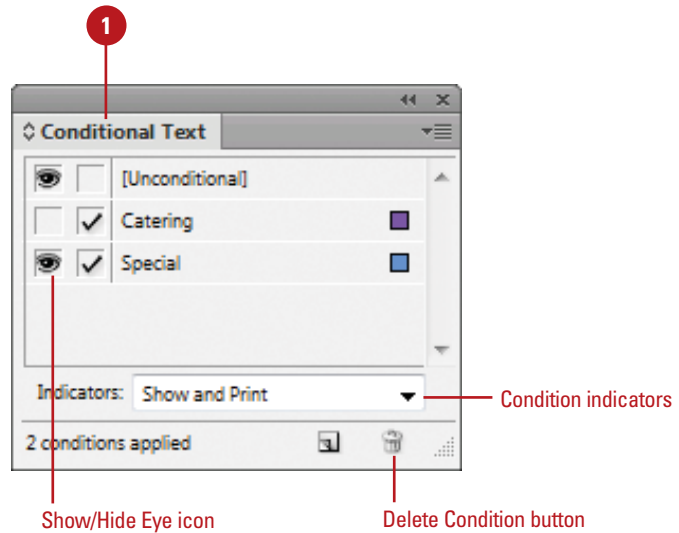 1
Conditional Text
[Unconditional]
Catering
Special
Indicators: Show and Print
Condition indicators
2 conditions applied
Show/Hide Eye icon
Delete Condition button